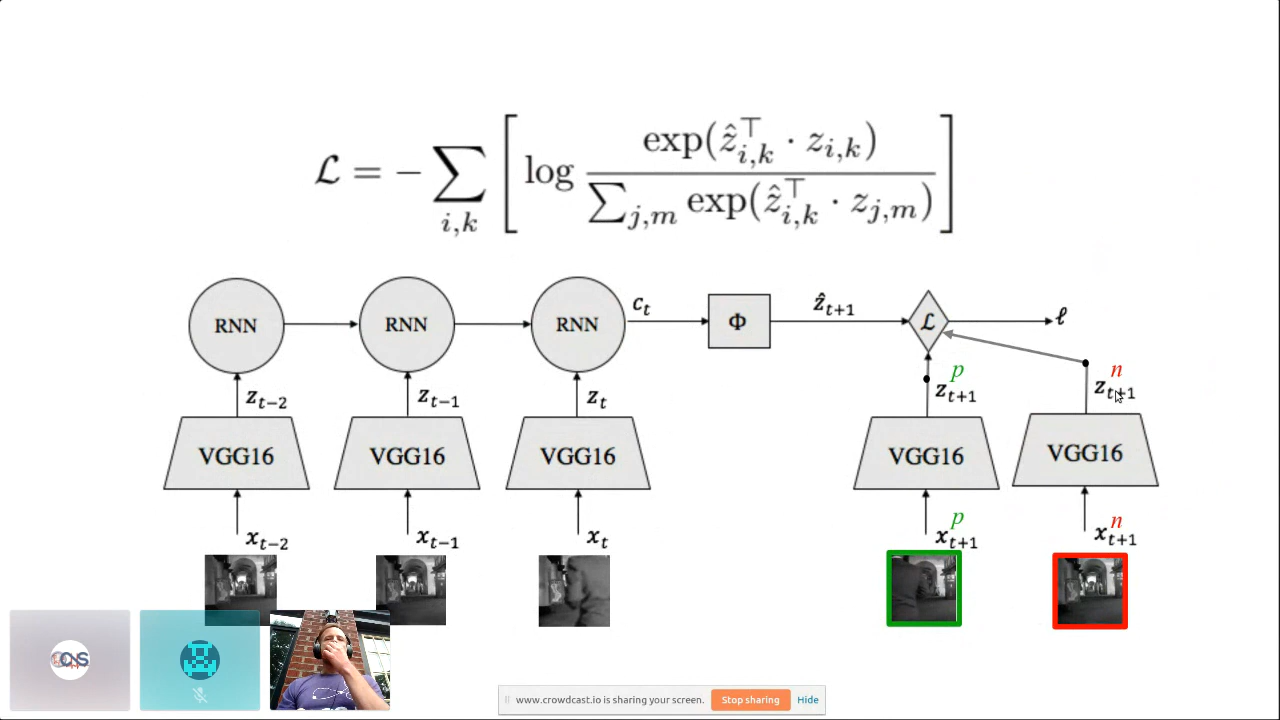 ℒ = − ∑_{i,k} [ log exp(ẑ_{i,k}^⊤ · z_{i,k}) / ∑_{j,m} exp(ẑ_{i,k}^⊤ · z_{j,m}) ]
RNN RNN RNN c_t Φ ẑ_{t+1} ℒ ℓ
z_{t−2} z_{t−1} z_t z_{t+1}^p z_{t+1}^n
VGG16 VGG16 VGG16 VGG16 VGG16
x_{t−2} x_{t−1} x_t x_{t+1}^p x_{t+1}^n
www.crowdcast.io is sharing your screen. Stop sharing Hide